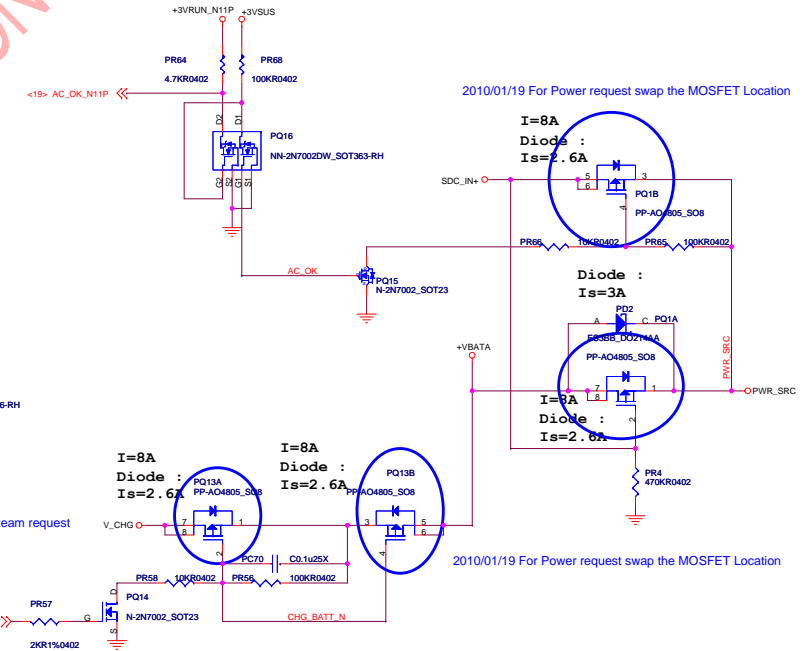 +3VRUN_N11P
+3VSUS
PR64
4.7KR0402
PR68
100KR0402
<19> AC_OK_N11P
2010/01/19 For Power request swap the MOSFET Location
I=8A
Diode :
Is=2.6A
D2
D1
PQ16
NN-2N7002DW_SOT363-RH
G2
S2
G1
S1
SDC_IN+
5
6
3
4
PQ1B
PP-AO4805_SO8
PR66
10KR0402
PR65
100KR0402
AC_OK
PQ15
N-2N7002_SOT23
Diode :
Is=3A
PD2
A
C
PQ1A
PP-AO4805_SO8
+VBATA
PWR_SRC
7
8
1
2
PWR_SRC
I=8A
Diode :
Is=2.6A
6-RH
I=8A
Diode :
Is=2.6A
PQ13A
PP-AO4805_SO8
I=8A
Diode :
Is=2.6A
PQ13B
PP-AO4805_SO8
PR4
470KR0402
eam request
V_CHG
7
8
1
2
3
5
6
4
PC70
C0.1u25X
2010/01/19 For Power request swap the MOSFET Location
PR58
10KR0402
PR56
100KR0402
PR57
2KR1%0402
D
G
S
PQ14
N-2N7002_SOT23
CHG_BATT_N